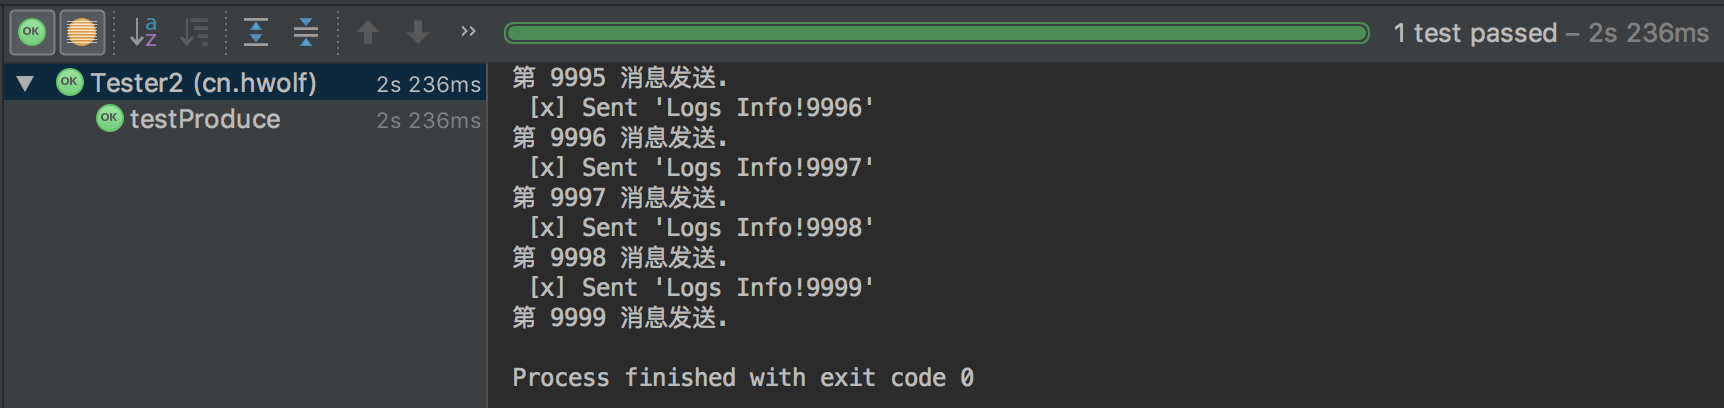 OK
a
z
»
1 test passed – 2s 236ms
OK Tester2 (cn.hwolf) 2s 236ms
OK testProduce 2s 236ms
第 9995 消息发送.
[x] Sent 'Logs Info!9996'
第 9996 消息发送.
[x] Sent 'Logs Info!9997'
第 9997 消息发送.
[x] Sent 'Logs Info!9998'
第 9998 消息发送.
[x] Sent 'Logs Info!9999'
第 9999 消息发送.
Process finished with exit code 0